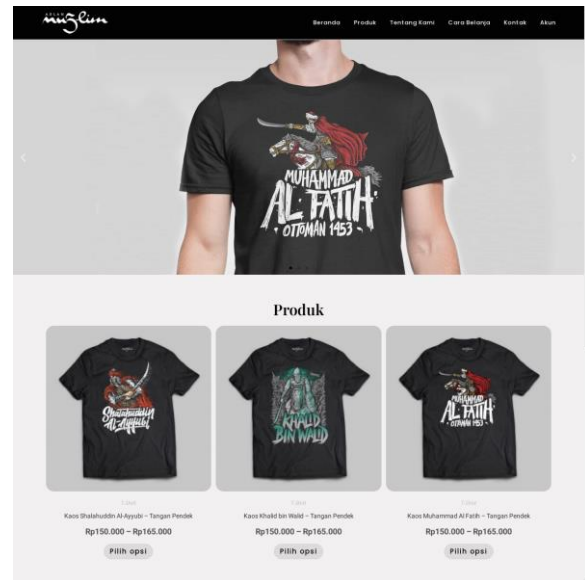 muzlim
Beranda Produk Tentang Kami Cara Belanja Kontak Akun
MUHAMMAD
AL FATIH
OTTOMAN 1453
Produk
Shalahuddin
Al-Ayyubi
KHALID
BIN WALID
MUHAMMAD
AL FATIH
OTTOMAN 1453
Kaos Shalahuddin Al-Ayyubi – Tangan Pendek
Kaos Khalid bin Walid – Tangan Pendek
Kaos Muhammad Al Fatih – Tangan Pendek
Rp150.000 – Rp165.000
Rp150.000 – Rp165.000
Rp150.000 – Rp165.000
Pilih opsi
Pilih opsi
Pilih opsi